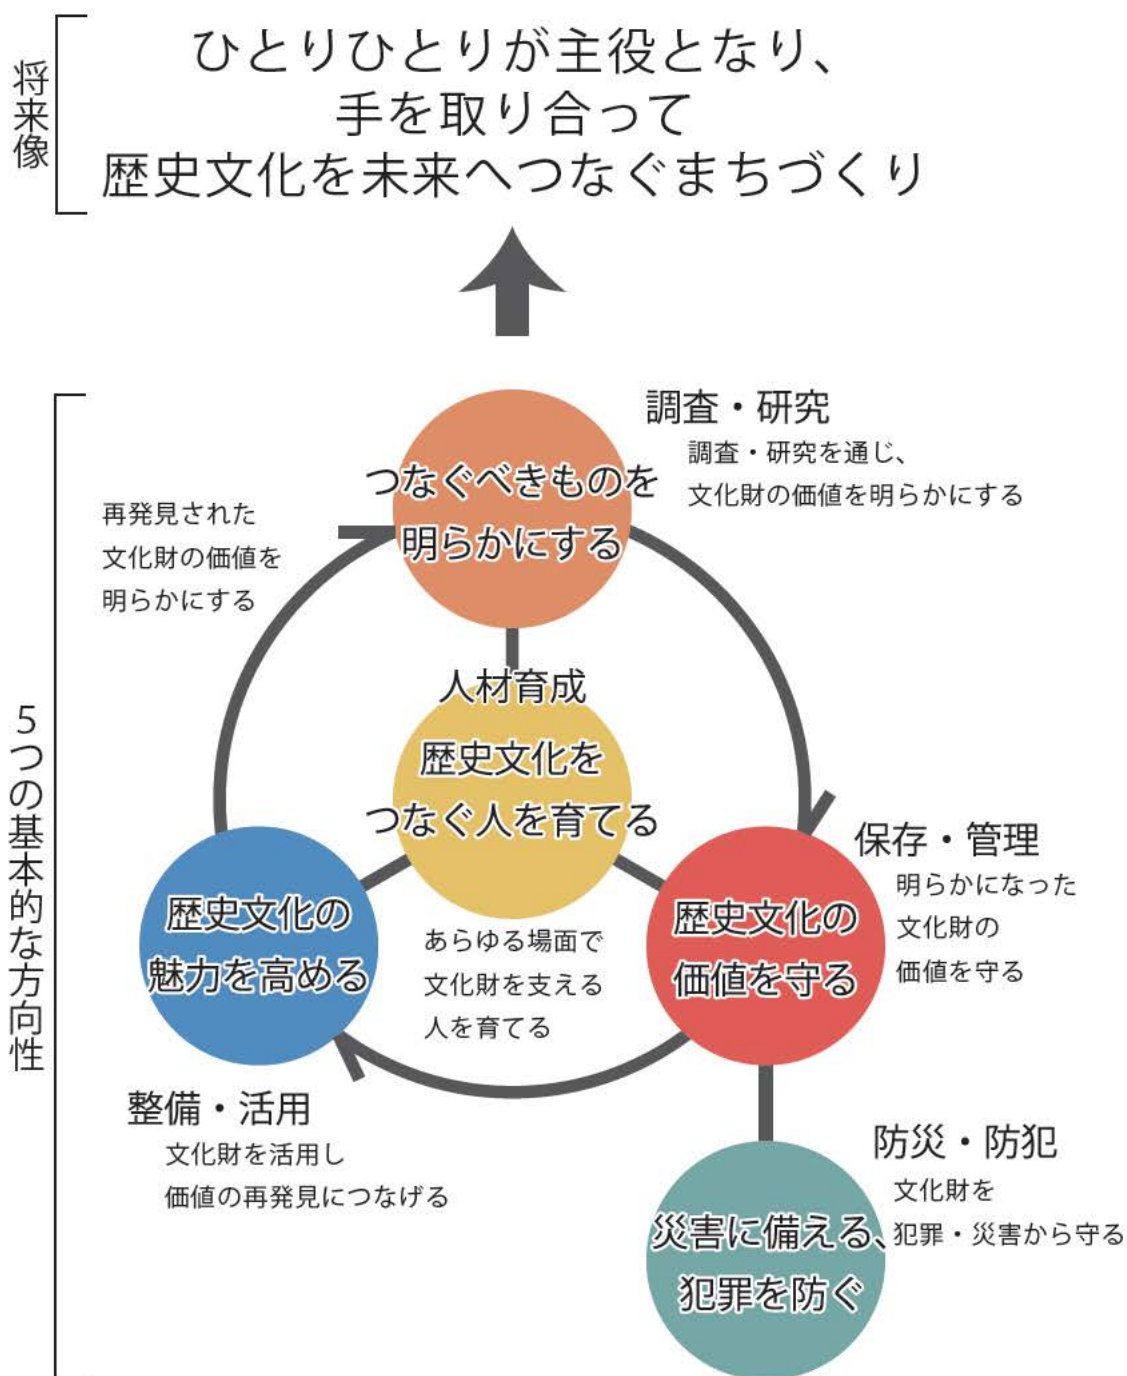 将来像
ひとりひとりが主役となり、
手を取り合って
歴史文化を未来へつなぐまちづくり
5つの基本的な方向性
つなぐべきものを
明らかにする
調査・研究
調査・研究を通じ、
文化財の価値を明らかにする
再発見された
文化財の価値を
明らかにする
人材育成
歴史文化を
つなぐ人を育てる
あらゆる場面で
文化財を支える
人を育てる
歴史文化の
価値を守る
保存・管理
明らかになった
文化財の
価値を守る
歴史文化の
魅力を高める
整備・活用
文化財を活用し
価値の再発見につなげる
災害に備える、
犯罪を防ぐ
防災・防犯
文化財を
犯罪・災害から守る